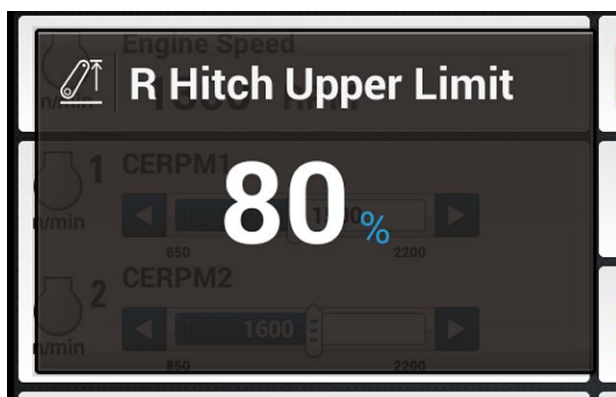 Engine Speed
R Hitch Upper Limit
n/min
1
CERPM1
80 %
n/min
850
2200
2
CERPM2
1600
n/min
850
2200